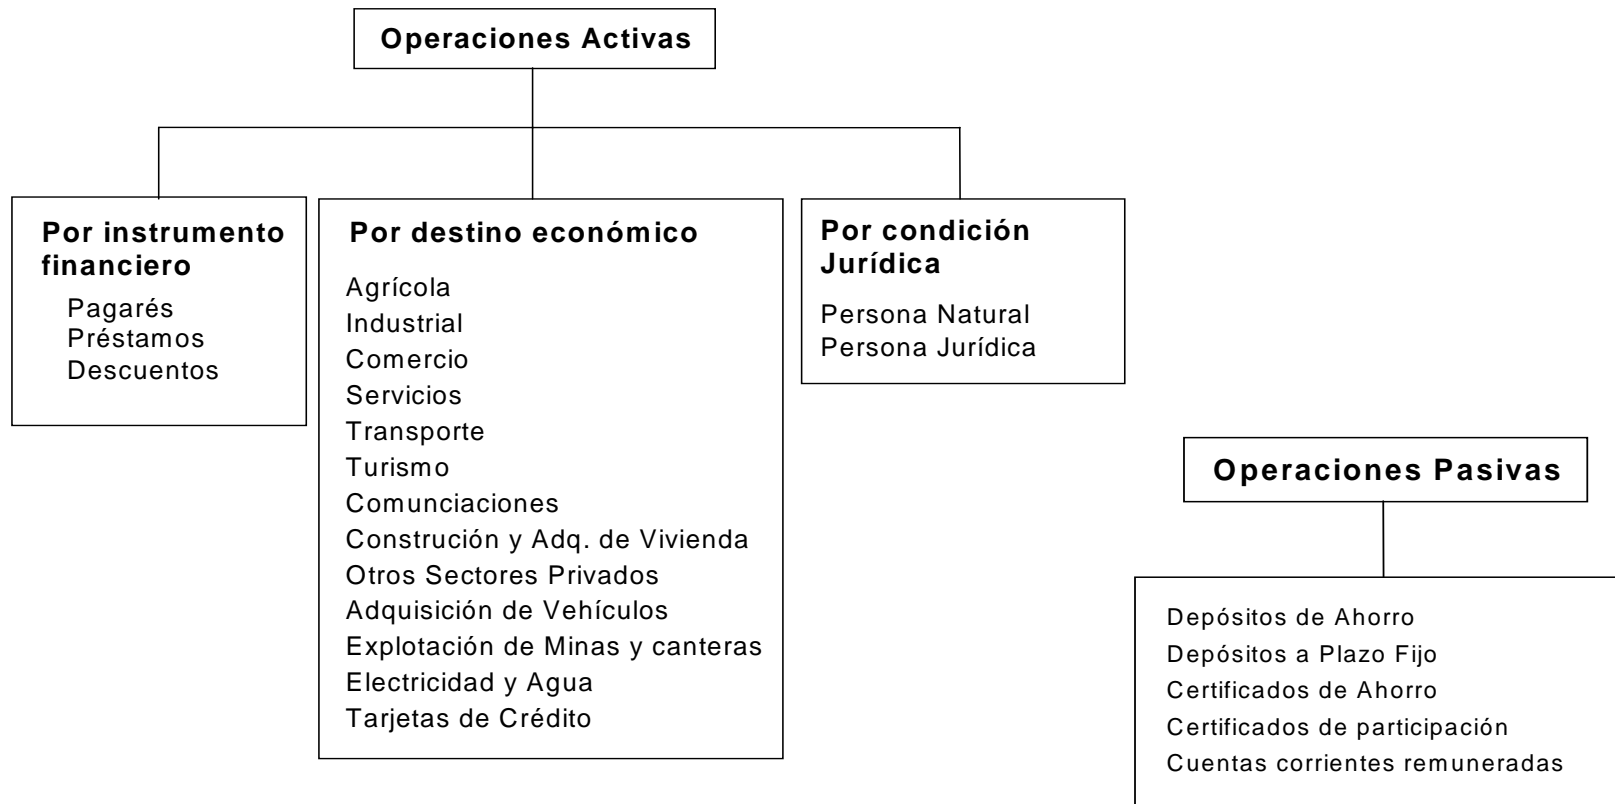 Operaciones Activas
Por instrumento
financiero
Pagarés
Préstamos
Descuentos
Por destino económico
Agrícola
Industrial
Comercio
Servicios
Transporte
Turismo
Comunciaciones
Construción y Adq. de Vivienda
Otros Sectores Privados
Adquisición de Vehículos
Explotación de Minas y canteras
Electricidad y Agua
Tarjetas de Crédito
Por condición
Jurídica
Persona Natural
Persona Jurídica
Operaciones Pasivas
Depósitos de Ahorro
Depósitos a Plazo Fijo
Certificados de Ahorro
Certificados de participación
Cuentas corrientes remuneradas